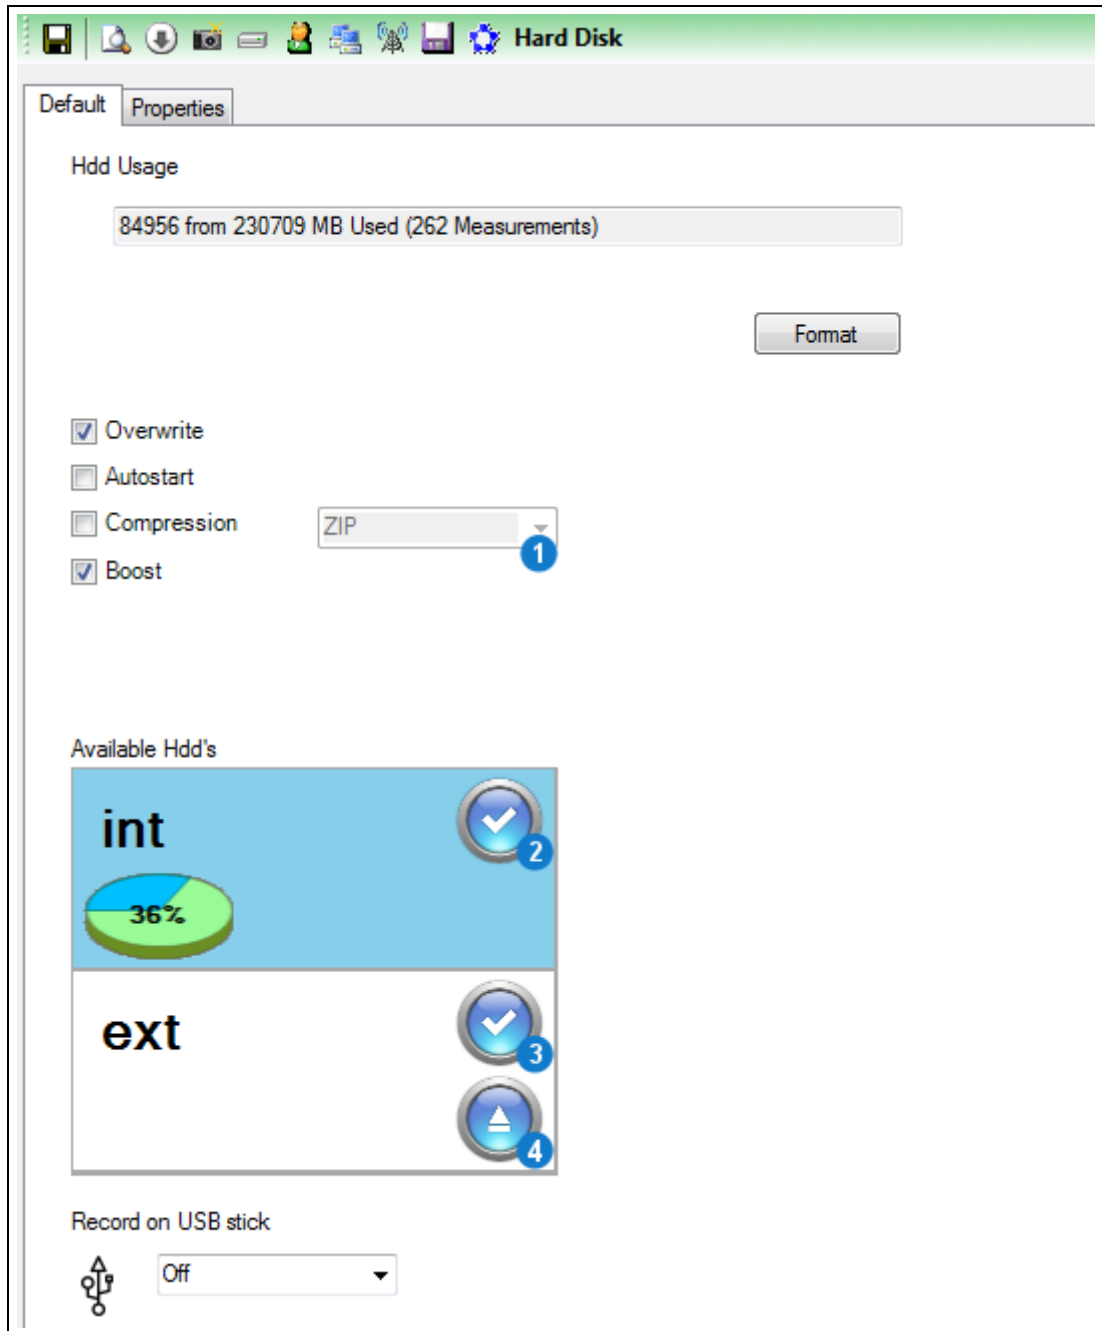 Hard Disk
Default Properties
Hdd Usage
84956 from 230709 MB Used (262 Measurements)
Format
Overwrite
Autostart
Compression ZIP
1
Boost
Available Hdd's
int
2
36%
ext
3
4
Record on USB stick
Off